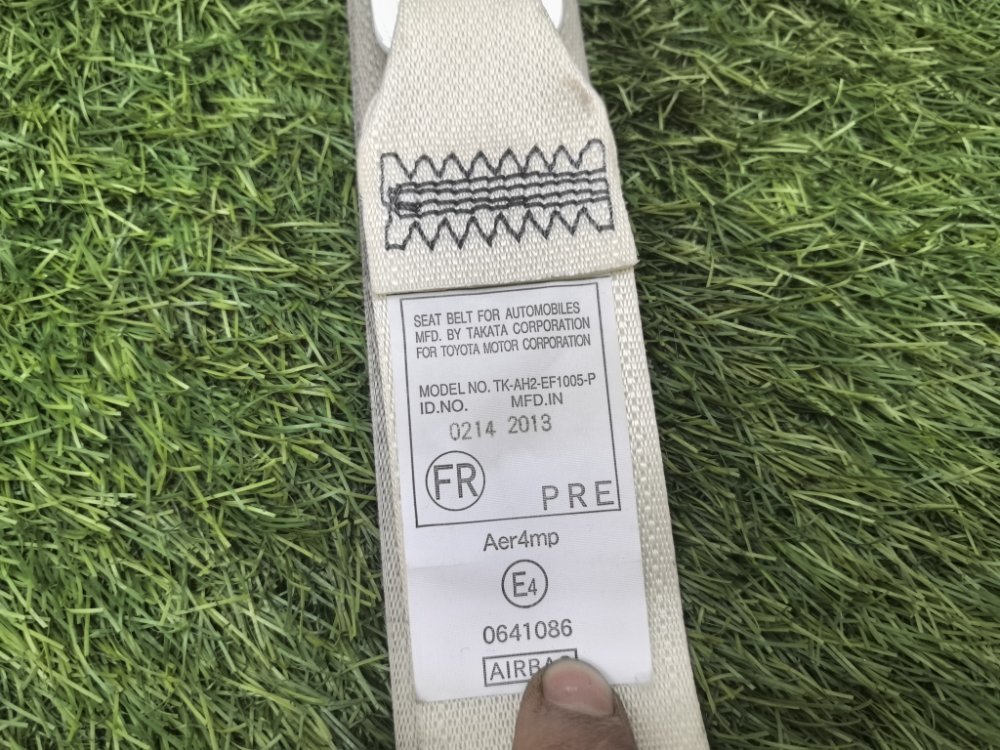 SEAT BELT FOR AUTOMOBILES
MFD. BY TAKATA CORPORATION
FOR TOYOTA MOTOR CORPORATION
MODEL NO. TK-AH2-EF1005-P
ID.NO. MFD.IN
0214 2013
FR
PRE
Aer4mp
E4
0641086